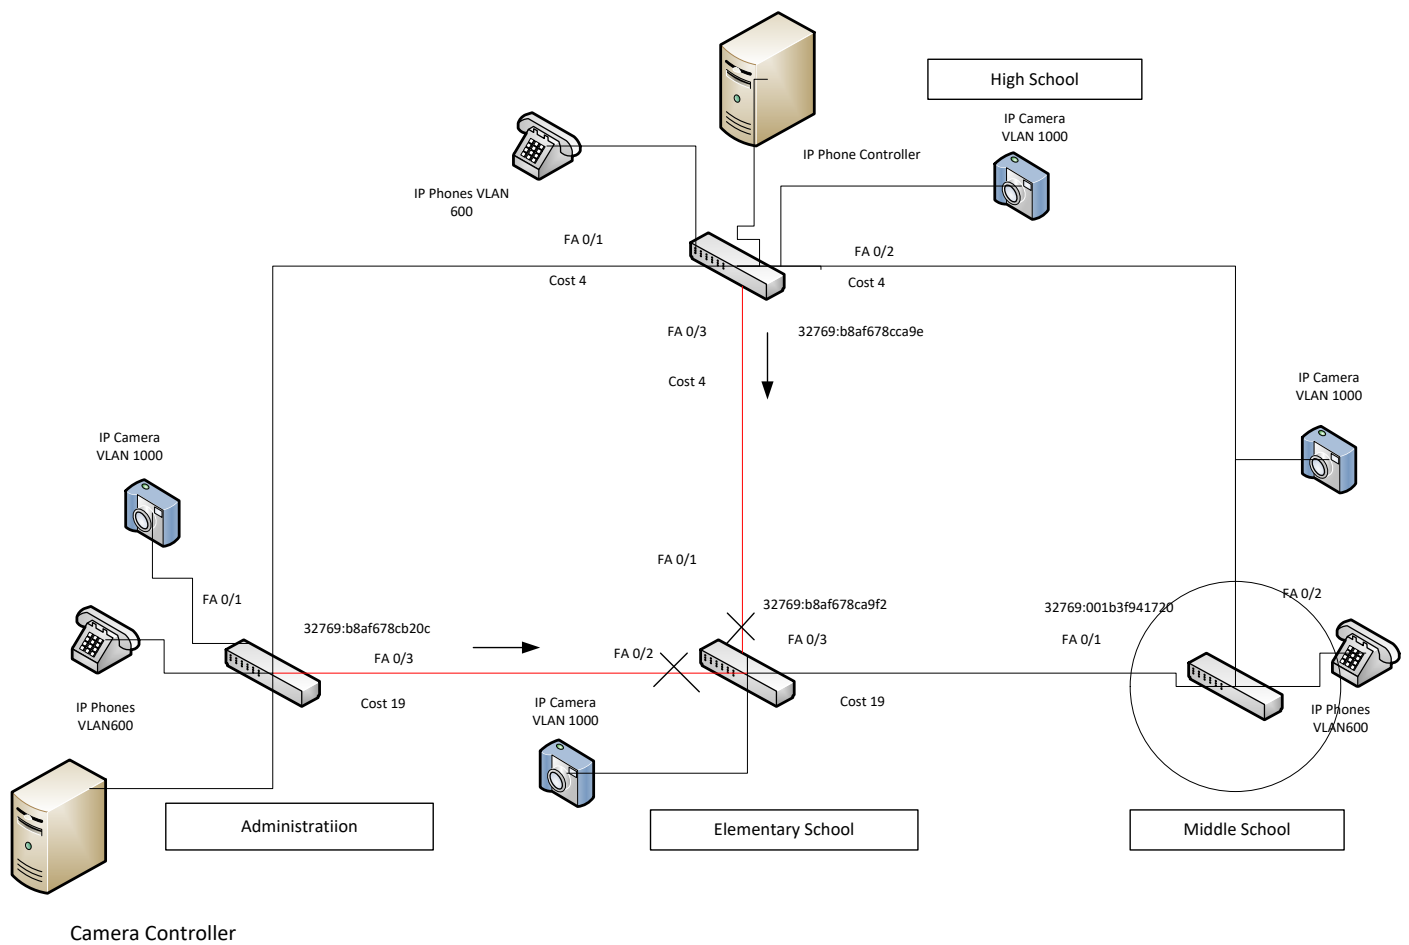 High School
IP Camera
VLAN 1000
IP Phone Controller
IP Phones VLAN
600
FA 0/1
FA 0/2
Cost 4
Cost 4
FA 0/3
32769:b8af678cca9e
Cost 4
IP Camera
VLAN 1000
IP Camera
VLAN 1000
FA 0/1
FA 0/1
32769:b8af678ca9f2
32769:001b3f941720
FA 0/2
32769:b8af678cb20c
FA 0/3
FA 0/1
FA 0/3
FA 0/2
Cost 19
IP Camera
VLAN 1000
Cost 19
IP Phones
VLAN600
IP Phones
VLAN600
Administratiion
Elementary School
Middle School
Camera Controller